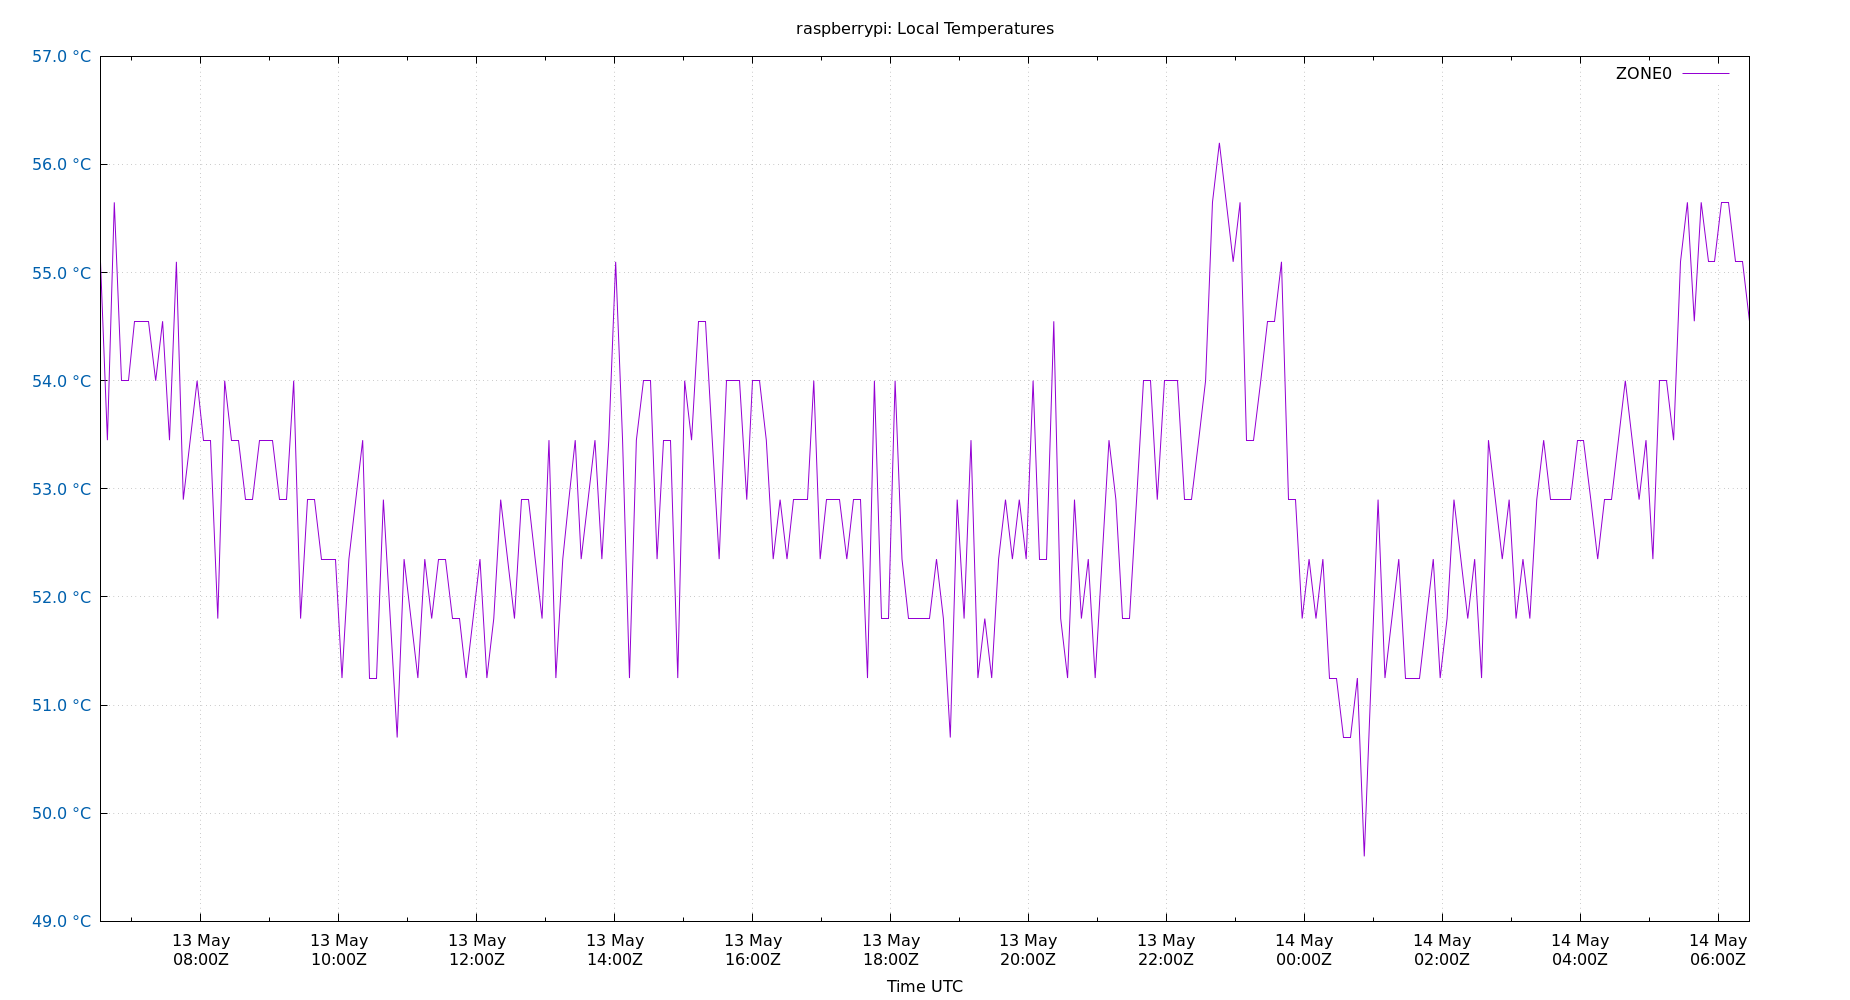 raspberrypi: Local Temperatures
57.0 °C
ZONE0
56.0 °C
55.0 °C
54.0 °C
53.0 °C
52.0 °C
51.0 °C
50.0 °C
49.0 °C
13 May 13 May 13 May 13 May 13 May 13 May 13 May 13 May 14 May 14 May 14 May 14 May
08:00Z 10:00Z 12:00Z 14:00Z 16:00Z 18:00Z 20:00Z 22:00Z 00:00Z 02:00Z 04:00Z 06:00Z
Time UTC